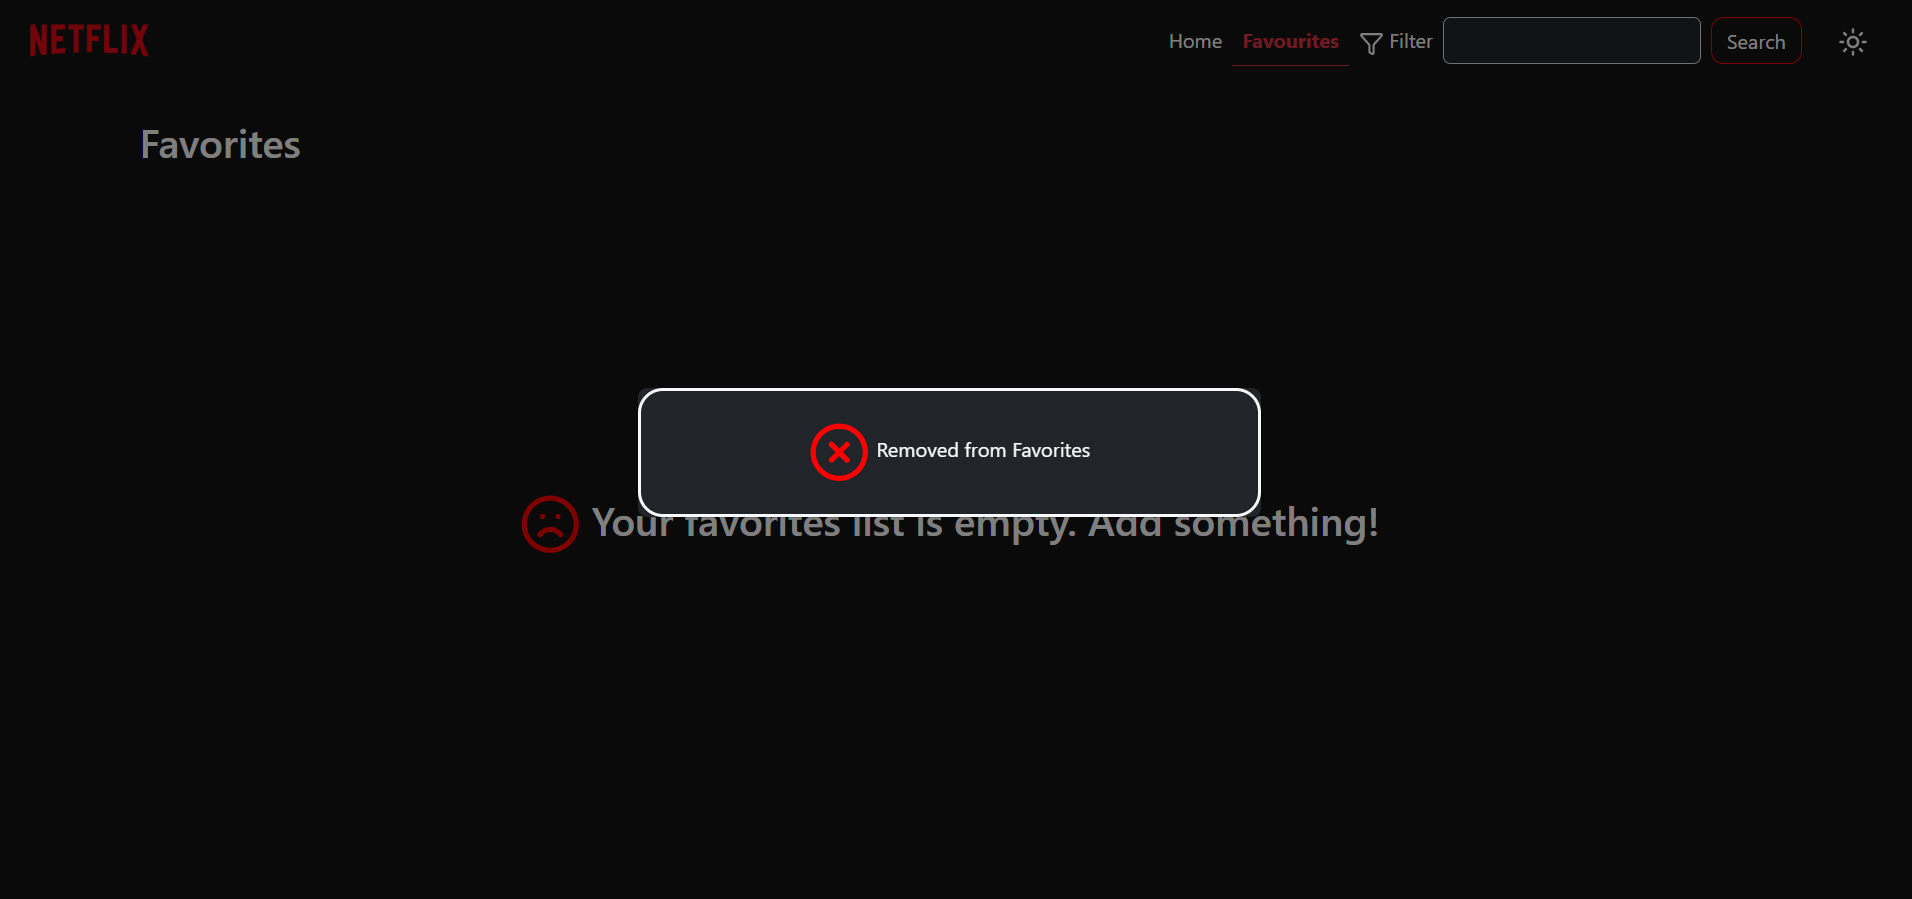 NETFLIX
Home Favourites Filter Search
Favorites
Removed from Favorites
Your favorites list is empty. Add something!